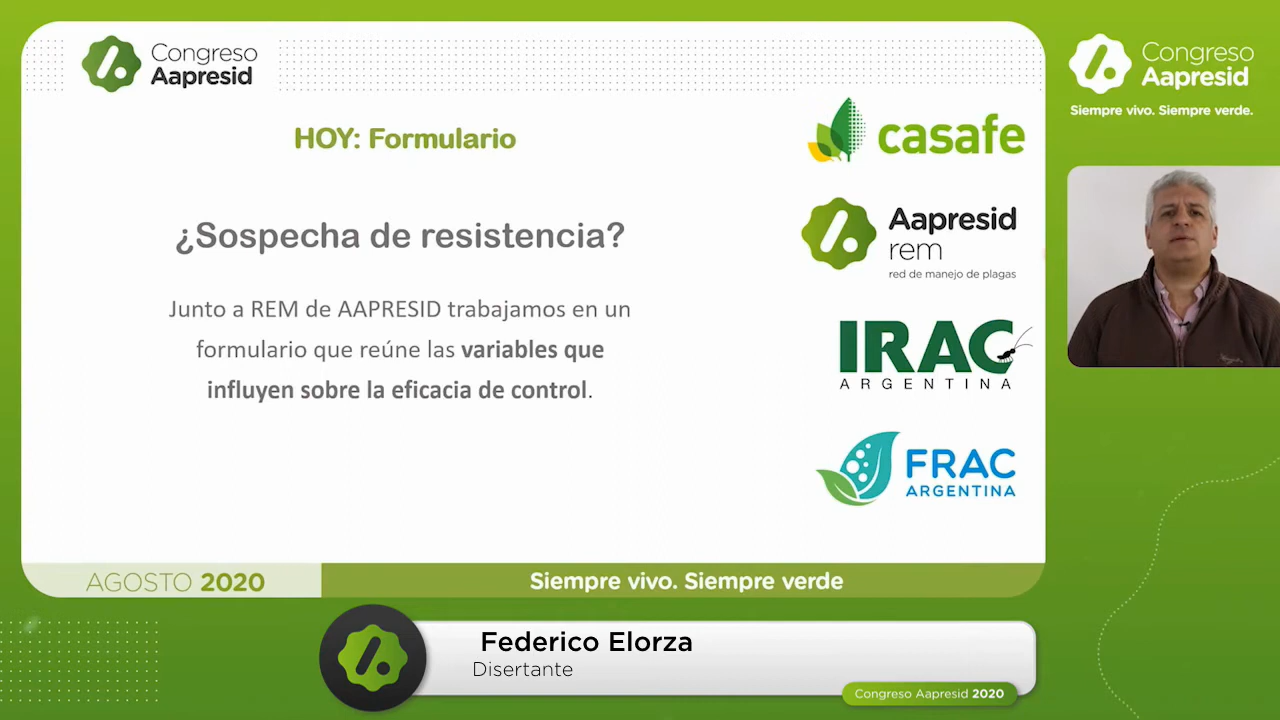 Congreso
Aapresid
HOY: Formulario
¿Sospecha de resistencia?
Junto a REM de AAPRESID trabajamos en un
formulario que reúne las variables que
influyen sobre la eficacia de control.
casafe
Aapresid
rem
red de manejo de plagas
IRAC
ARGENTINA
FRAC
ARGENTINA
AGOSTO 2020
Siempre vivo. Siempre verde
Congreso
Aapresid
Siempre vivo. Siempre verde.
Federico Elorza
Disertante
Congreso Aapresid 2020